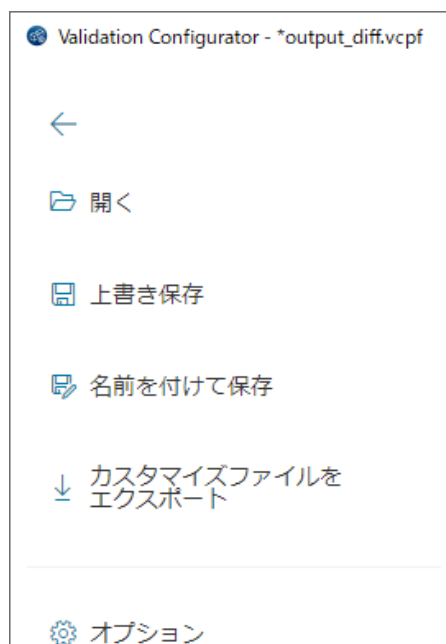 Validation Configurator - *output_diff.vcpf
開く
上書き保存
名前を付けて保存
カスタマイズファイルを
エクスポート
オプション